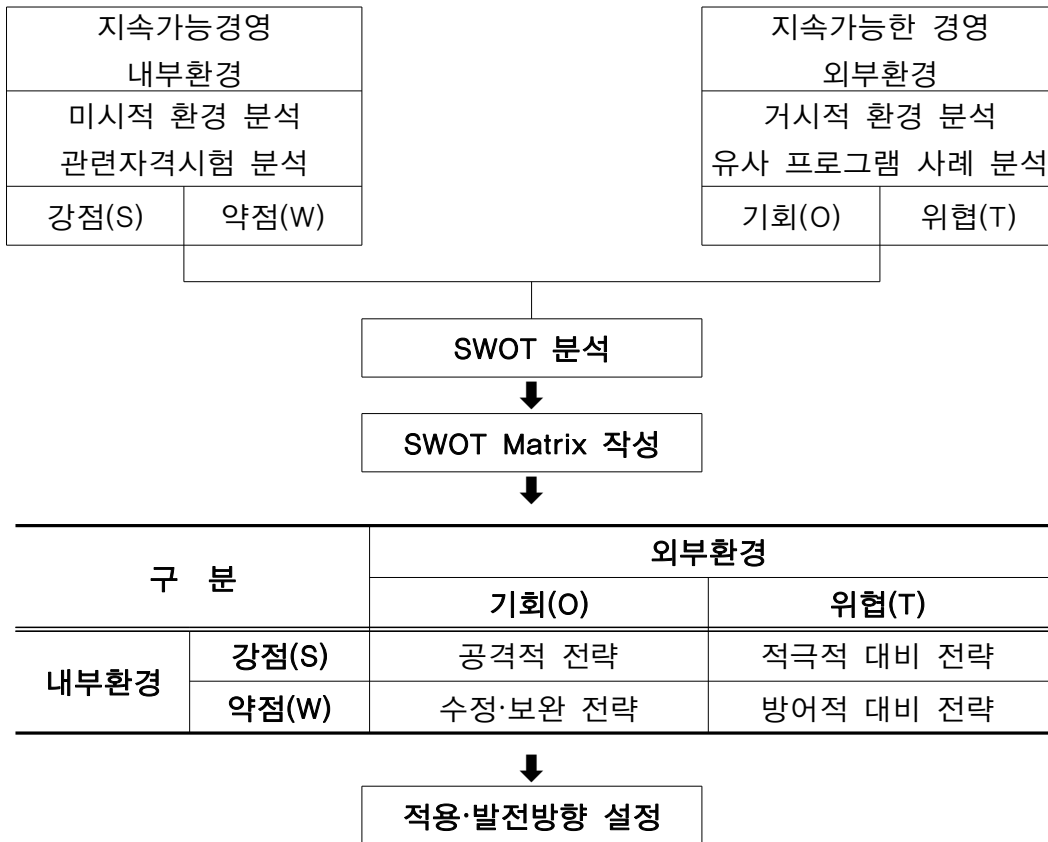 지속가능경영
내부환경
미시적 환경 분석
관련자격시험 분석
강점(S) 약점(W)
지속가능한 경영
외부환경
거시적 환경 분석
유사 프로그램 사례 분석
기회(O) 위협(T)
SWOT 분석
SWOT Matrix 작성
구 분
외부환경
기회(O) 위협(T)
내부환경
강점(S) 공격적 전략 적극적 대비 전략
약점(W) 수정·보완 전략 방어적 대비 전략
적용·발전방향 설정